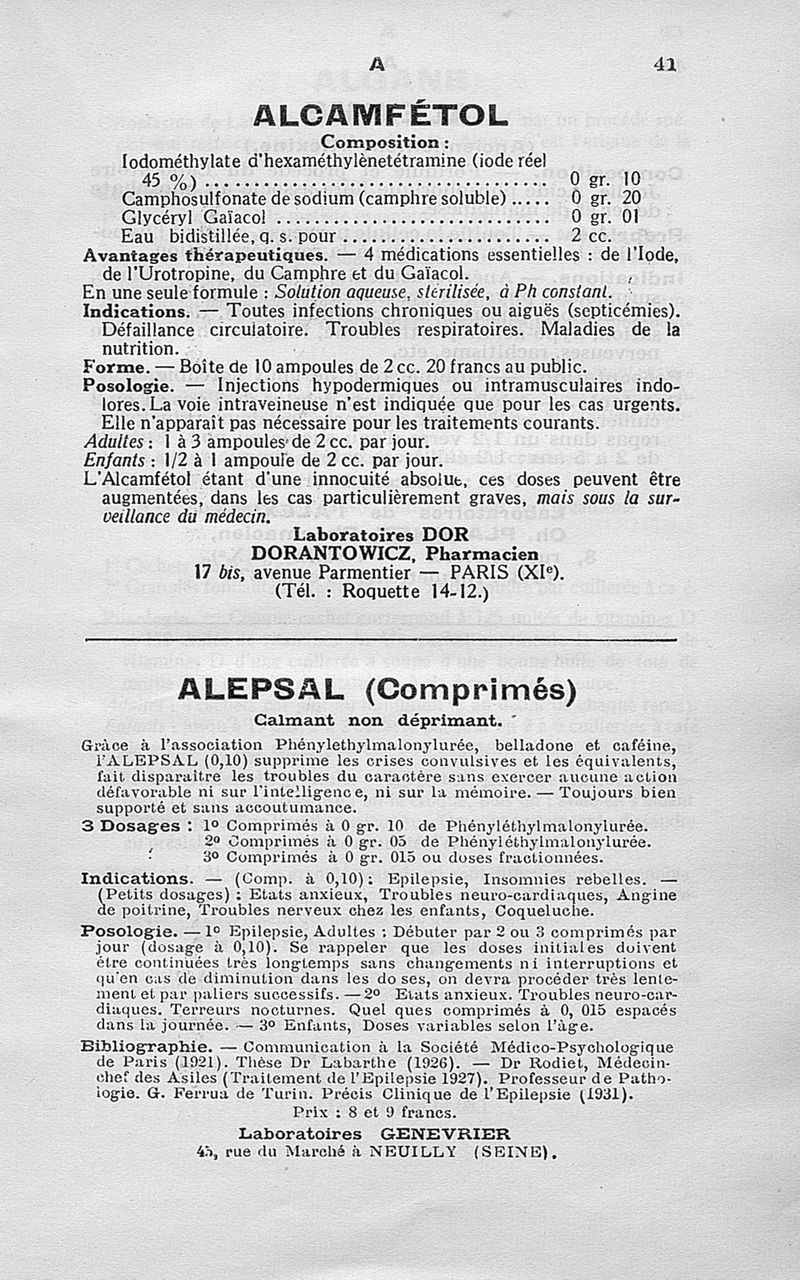 A 41
ALCAMFÉTOL
Composition :
Iodométhylate d'hexaméthylènetétramine (iode réel
45 %) .................................... 0 gr. 10
Camphosulfonate de sodium (camphre soluble) ..... 0 gr. 20
Glycéryl Gaïacol ............................. 0 gr. 01
Eau bidistillée, q. s. pour ...................... 2 cc.
Avantages thérapeutiques. — 4 médications essentielles : de l'Iode,
de l'Urotropine, du Camphre et du Gaïacol.
En une seule formule : Solution aqueuse, stérilisée, à Ph constant.
Indications. — Toutes infections chroniques ou aiguës (septicémies).
Défaillance circulatoire. Troubles respiratoires. Maladies de la
nutrition.
Forme. — Boîte de 10 ampoules de 2 cc. 20 francs au public.
Posologie. — Injections hypodermiques ou intramusculaires indo-
lores. La voie intraveineuse n'est indiquée que pour les cas urgents.
Elle n'apparaît pas nécessaire pour les traitements courants.
Adultes : 1 à 3 ampoules de 2 cc. par jour.
Enfants : 1/2 à 1 ampoule de 2 cc. par jour.
L'Alcamfétol étant d'une innocuité absolue, ces doses peuvent être
augmentées, dans les cas particulièrement graves, mais sous la sur-
veillance du médecin.
Laboratoires DOR
DORANTOWICZ, Pharmacien
17 bis, avenue Parmentier — PARIS (XIe).
(Tél. : Roquette 14-12.)
ALEPSAL (Comprimés)
Calmant non déprimant.
Grâce à l'association Phénylethylmalonylurée, belladone et caféine,
l'ALEPSAL (0,10) supprime les crises convulsives et les équivalents,
fait disparaitre les troubles du caractère sans exercer aucune action
défavorable ni sur l'intelligence, ni sur la mémoire. — Toujours bien
supporté et sans accoutumance.
3 Dosages : 1º Comprimés à 0 gr. 10 de Phényléthylmalonylurée.
2º Comprimés à 0 gr. 05 de Phényléthylmalonylurée.
3º Comprimés à 0 gr. 015 ou doses fractionnées.
Indications. — (Comp. à 0,10) : Epilepsie, Insomnies rebelles. —
(Petits dosages) : Etats anxieux, Troubles neuro-cardiaques, Angine
de poitrine, Troubles nerveux chez les enfants, Coqueluche.
Posologie. — 1º Epilepsie, Adultes : Débuter par 2 ou 3 comprimés par
jour (dosage à 0,10). Se rappeler que les doses initiales doivent
être continuées très longtemps sans changements ni interruptions et
qu'en cas de diminution dans les do ses, on devra procéder très lente-
ment et par paliers successifs. — 2º Etats anxieux. Troubles neuro-car-
diaques. Terreurs nocturnes. Quel ques comprimés à 0, 015 espacés
dans la journée. — 3º Enfants, Doses variables selon l'âge.
Bibliographie. — Communication à la Société Médico-Psychologique
de Paris (1921). Thèse Dr Labarthe (1926). — Dr Rodiet, Médecin-
chef des Asiles (Traitement de l'Epilepsie 1927). Professeur de Patho-
logie. G. Ferrua de Turin. Précis Clinique de l'Epilepsie (1931).
Prix : 8 et 9 francs.
Laboratoires GENEVRIER
45, rue du Marché à NEUILLY (SEINE).